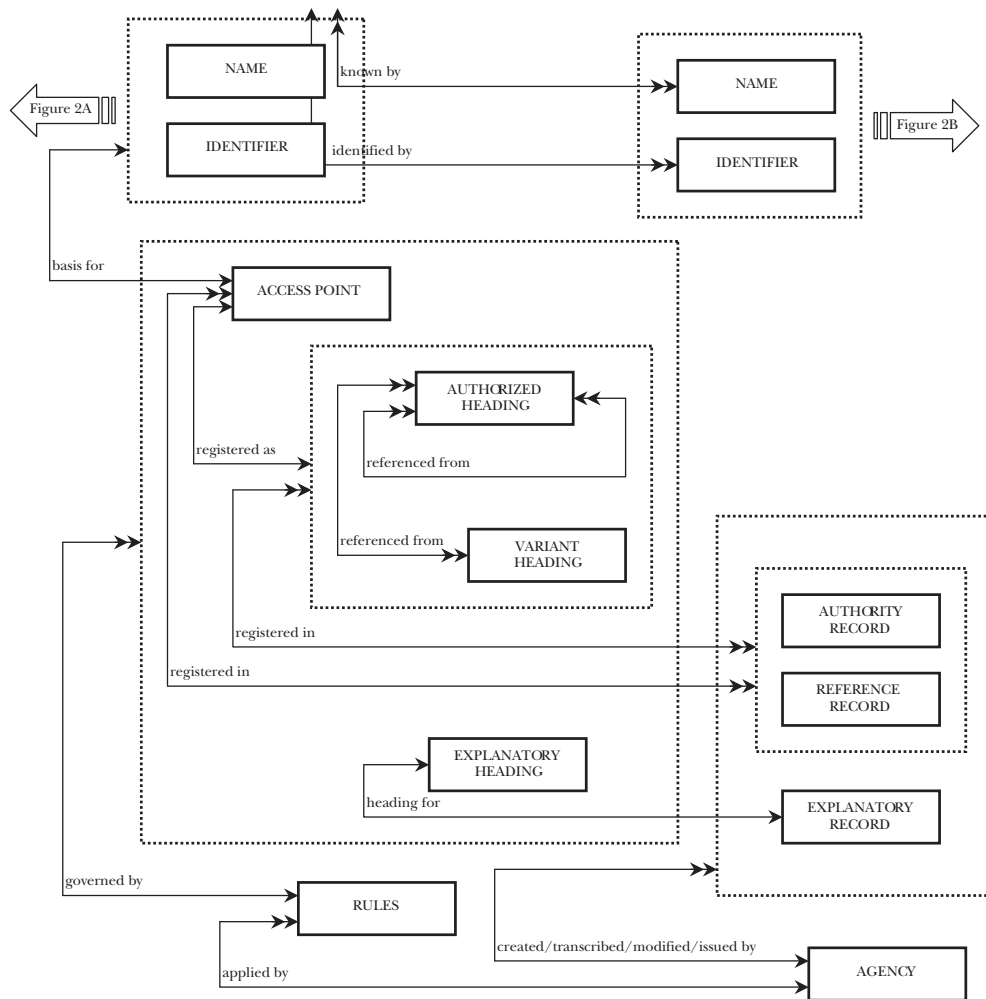 NAME
known by
NAME
Figure 2A
Figure 2B
IDENTIFIER
identified by
IDENTIFIER
basis for
ACCESS POINT
AUTHORIZED
HEADING
registered as
referenced from
referenced from
VARIANT
HEADING
AUTHORITY
RECORD
registered in
registered in
REFERENCE
RECORD
EXPLANATORY
HEADING
heading for
EXPLANATORY
RECORD
governed by
RULES
created/transcribed/modified/issued by
applied by
AGENCY